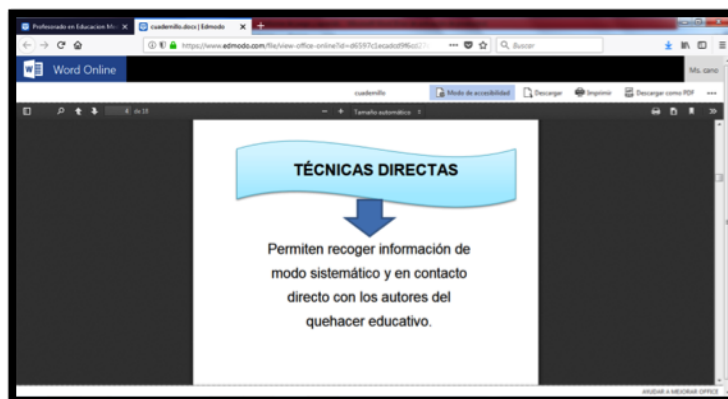 Profesorado en Educacion M
cuadernillo.docx | Edmodo
https://www.edmodo.com/file/view-office-online?id=
Buscar
Word Online
Ms. cano
cuadernillo
Modo de accesibilidad
Descargar
Imprimir
Descargar como PDF
de 18
Tamaño automático
TÉCNICAS DIRECTAS
Permiten recoger información de
modo sistemático y en contacto
directo con los autores del
quehacer educativo.
AYUDAR A MEJORAR OFFICE